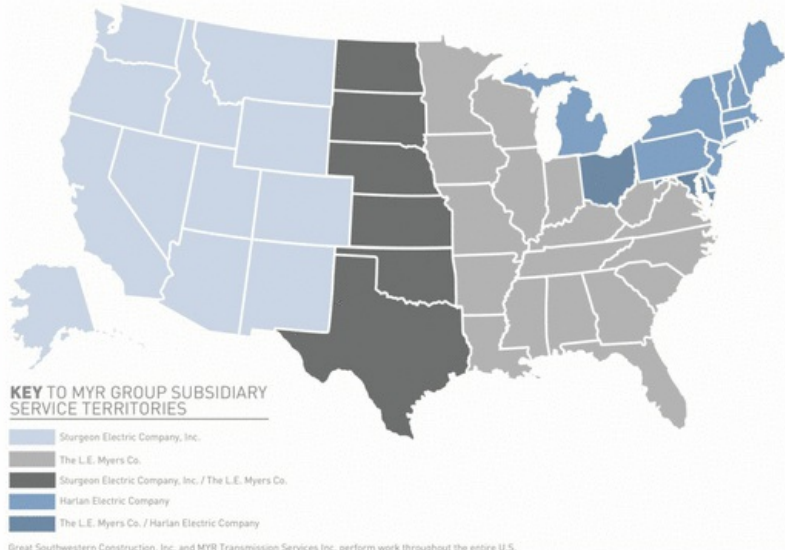 KEY TO MYR GROUP SUBSIDIARY
SERVICE TERRITORIES
Sturgeon Electric Company, Inc.
The L.E. Myers Co.
Sturgeon Electric Company, Inc. / The L.E. Myers Co.
Harlan Electric Company
The L.E. Myers Co. / Harlan Electric Company
Great Southwestern Construction, Inc. and MYR Transmission Services Inc. perform work throughout the entire U.S.